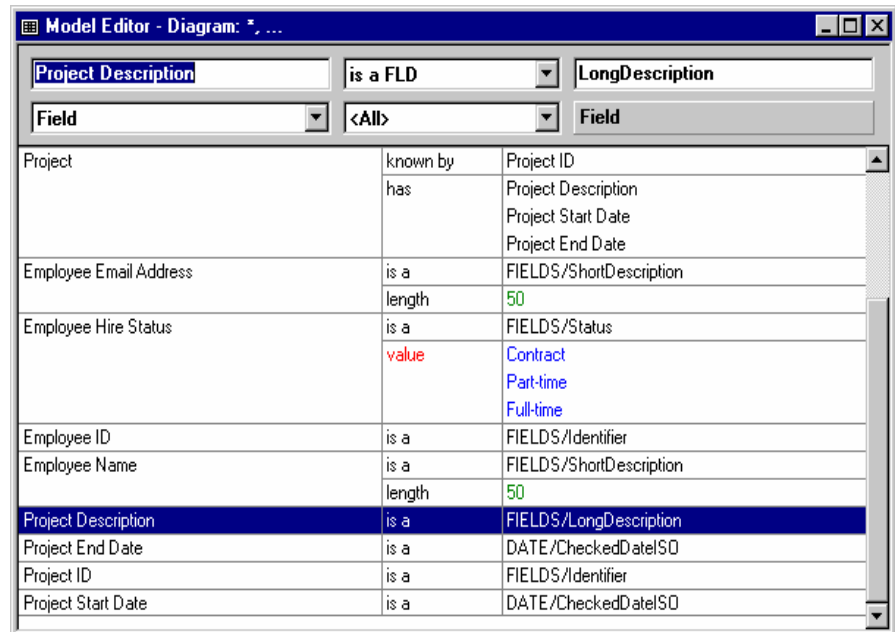 Model Editor - Diagram: *, ...
Project Description is a FLD LongDescription
Field <All> Field
Project known by Project ID
has Project Description
Project Start Date
Project End Date
Employee Email Address is a FIELDS/ShortDescription
length 50
Employee Hire Status is a FIELDS/Status
value Contract
Part-time
Full-time
Employee ID is a FIELDS/Identifier
Employee Name is a FIELDS/ShortDescription
length 50
Project Description is a FIELDS/LongDescription
Project End Date is a DATE/CheckedDateISO
Project ID is a FIELDS/Identifier
Project Start Date is a DATE/CheckedDateISO